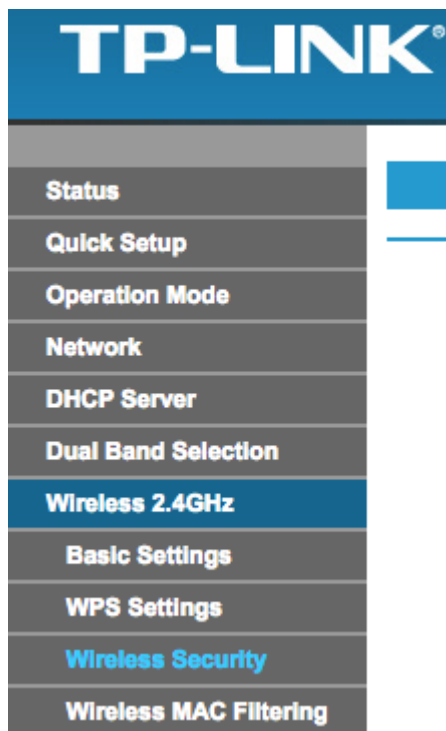 TP-LINK®
Status
Quick Setup
Operation Mode
Network
DHCP Server
Dual Band Selection
Wireless 2.4GHz
Basic Settings
WPS Settings
Wireless Security
Wireless MAC Filtering